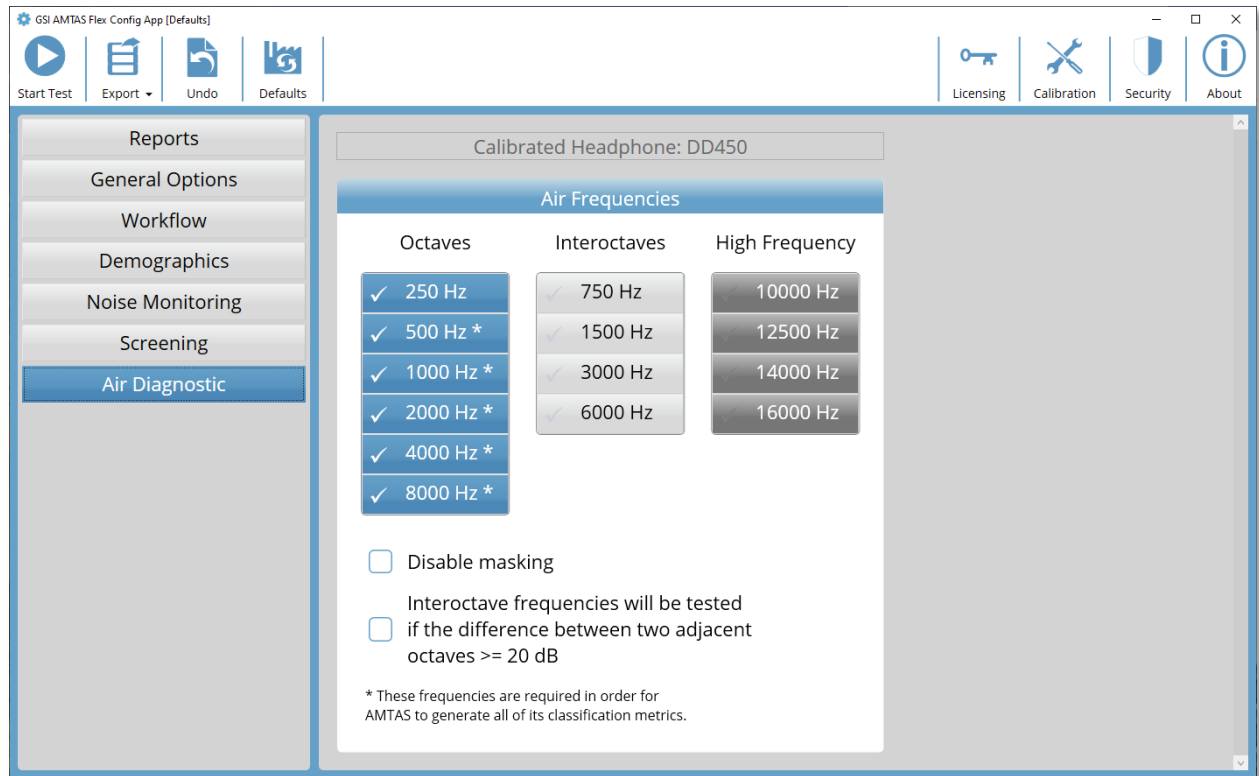 GSI AMTAS Flex Config App [Defaults]
Start Test
Export
Undo
Defaults
Licensing
Calibration
Security
About
Reports
General Options
Workflow
Demographics
Noise Monitoring
Screening
Air Diagnostic
Calibrated Headphone: DD450
Air Frequencies
Octaves
250 Hz
500 Hz *
1000 Hz *
2000 Hz *
4000 Hz *
8000 Hz *
Interoctaves
750 Hz
1500 Hz
3000 Hz
6000 Hz
High Frequency
10000 Hz
12500 Hz
14000 Hz
16000 Hz
Disable masking
Interoctave frequencies will be tested
if the difference between two adjacent
octaves >= 20 dB
* These frequencies are required in order for
AMTAS to generate all of its classification metrics.